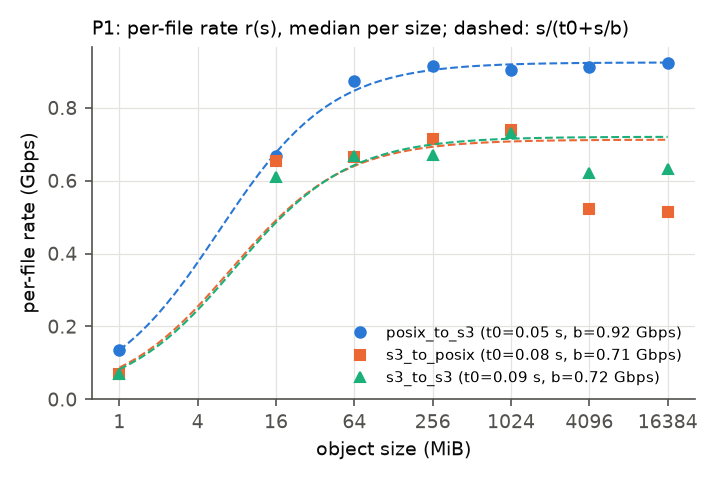 P1: per-file rate r(s), median per size; dashed: s/(t0+s/b)
per-file rate (Gbps)
0.8
0.6
0.4
0.2
0.0
posix_to_s3 (t0=0.05 s, b=0.92 Gbps)
s3_to_posix (t0=0.08 s, b=0.71 Gbps)
s3_to_s3 (t0=0.09 s, b=0.72 Gbps)
1 4 16 64 256 1024 4096 16384
object size (MiB)